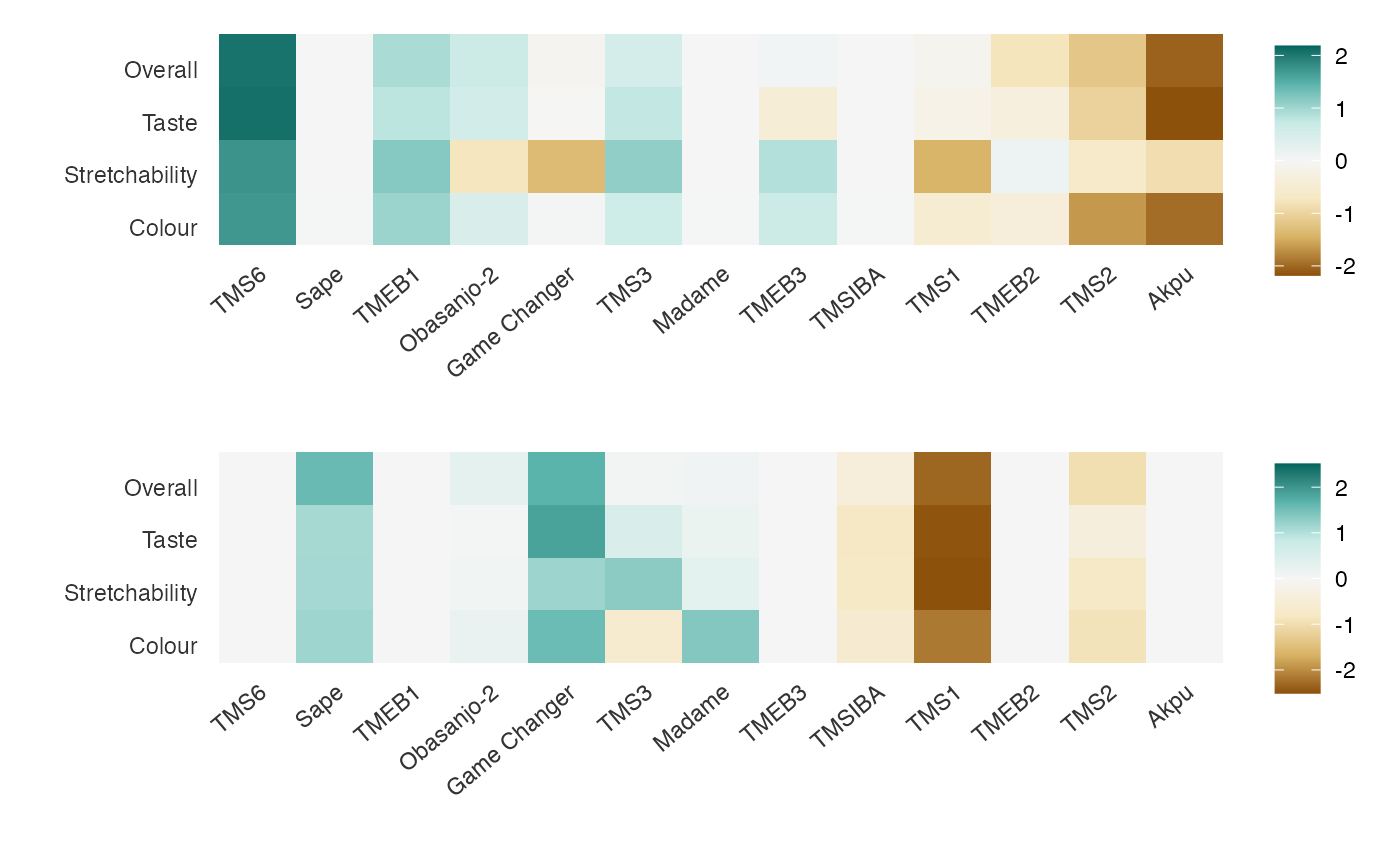 Overall
Taste
Stretchability
Colour
TMS6
Sape
TMEB1
Obasanjo-2
Game Changer
TMS3
Madame
TMEB3
TMSIBA
TMS1
TMEB2
TMS2
Akpu
2
1
0
-1
-2
Overall
Taste
Stretchability
Colour
TMS6
Sape
TMEB1
Obasanjo-2
Game Changer
TMS3
Madame
TMEB3
TMSIBA
TMS1
TMEB2
TMS2
Akpu
2
1
0
-1
-2